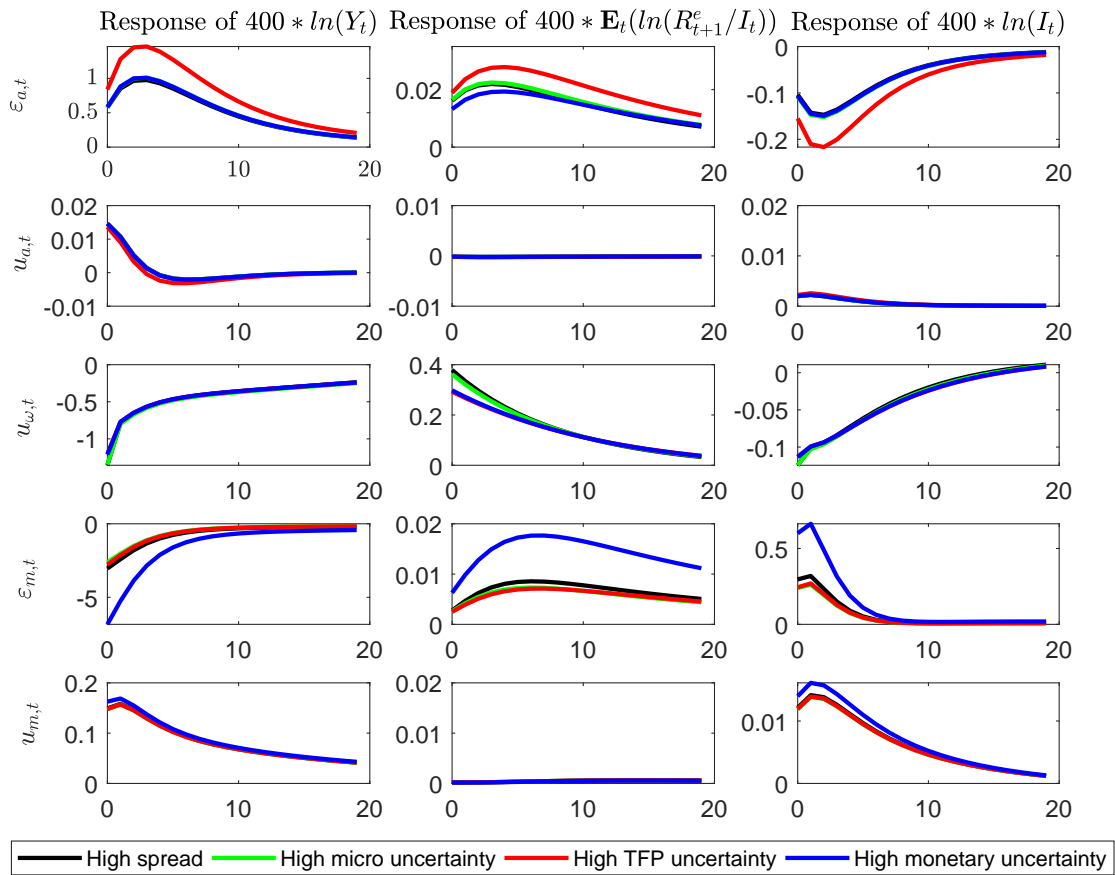 Response of 400 ∗ ln(Y_t) Response of 400 ∗ E_t(ln(R^e_{t+1}/I_t)) Response of 400 ∗ ln(I_t)
ε_{a,t}
1
0.5
0
0 10 20
0.02
0
0 10 20
0
-0.1
-0.2
0 10 20
u_{a,t}
0.02
0.01
0
-0.01
0 10 20
0.01
0
-0.01
0 10 20
0.02
0.01
0
0 10 20
u_{ω,t}
0
-0.5
-1
0 10 20
0.4
0.2
0
0 10 20
0
-0.05
-0.1
0 10 20
ε_{m,t}
0
-5
0 10 20
0.02
0.01
0
0 10 20
0.5
0
0 10 20
u_{m,t}
0.2
0.1
0
0 10 20
0.02
0.01
0
0 10 20
0.01
0
0 10 20
High spread High micro uncertainty High TFP uncertainty High monetary uncertainty